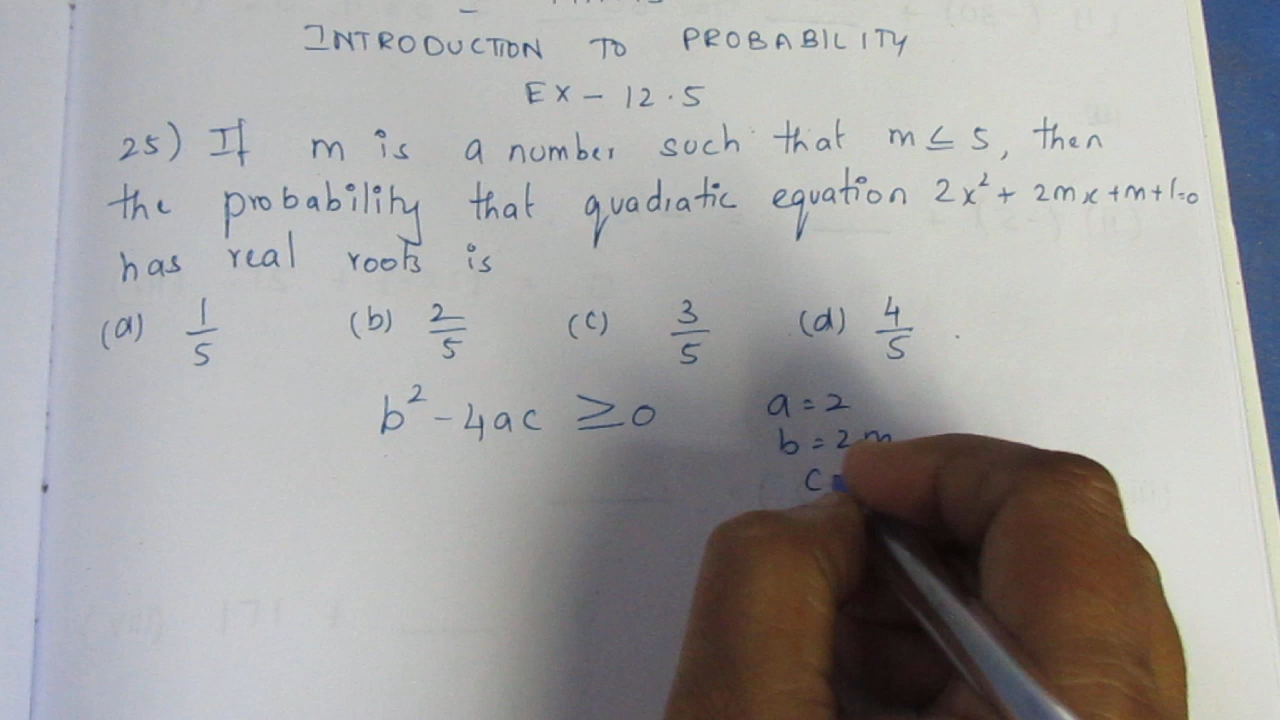 INTRODUCTION TO PROBABILITY
EX - 12.5
25) If m is a number such that m ≤ 5, then
the probability that quadratic equation 2x² + 2mx + m + 1 = 0
has real roots is
(a) 1/5 (b) 2/5 (c) 3/5 (d) 4/5 .
b² - 4ac ≥ 0
a = 2
b = 2m
c